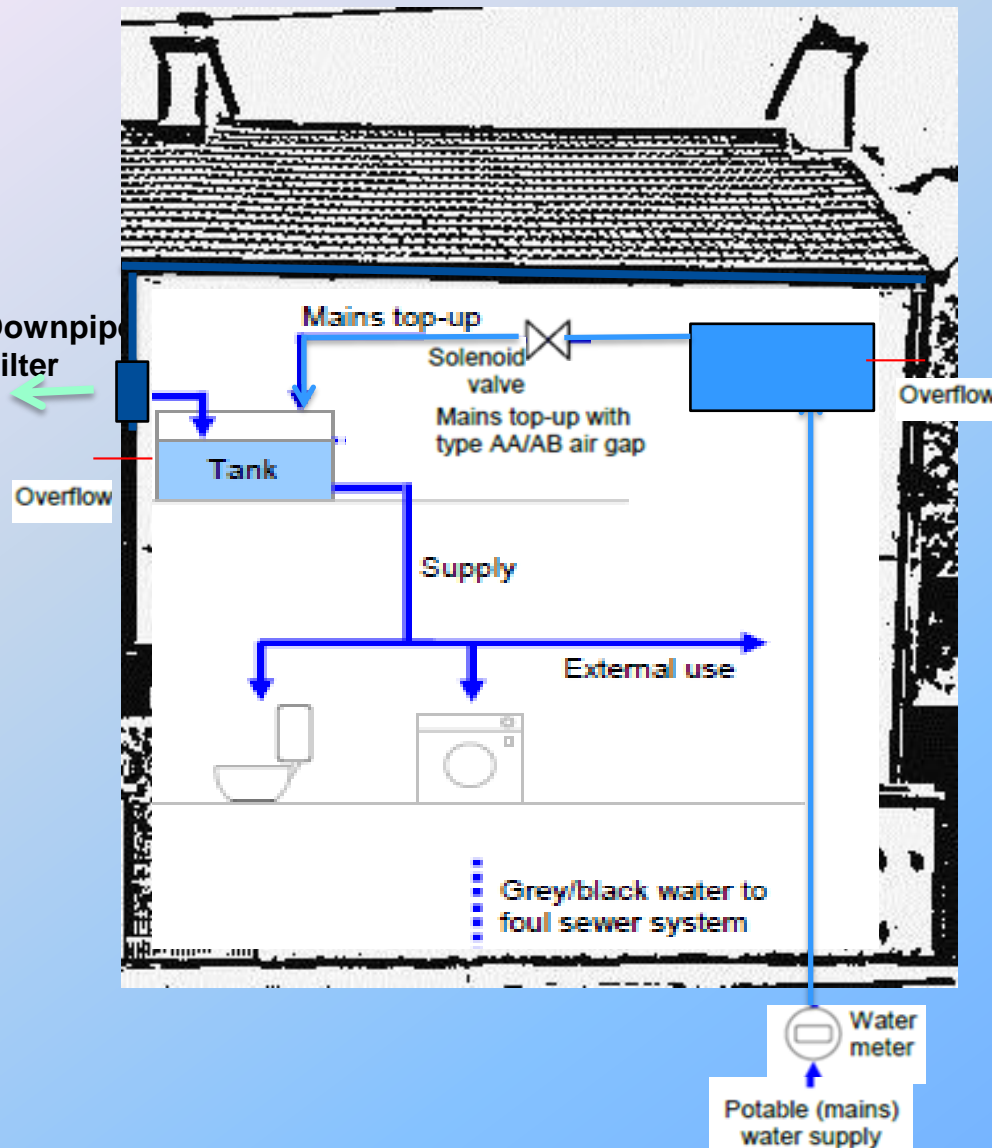 Mains top-up
Downpipe
filter
Solenoid
valve
Overflow
Mains top-up with
type AA/AB air gap
Tank
Overflow
Supply
External use
Grey/black water to
foul sewer system
Water
meter
Potable (mains)
water supply